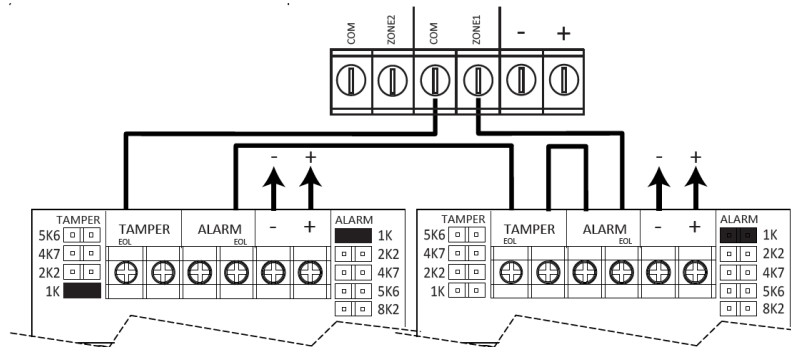 COM ZONE2 COM ZONE1 - +
- + - +
TAMPER
5K6
4K7
2K2
1K
TAMPER ALARM - +
EOL EOL
ALARM
1K
2K2
4K7
5K6
8K2
TAMPER
5K6
4K7
2K2
1K
TAMPER ALARM - +
EOL EOL
ALARM
1K
2K2
4K7
5K6
8K2